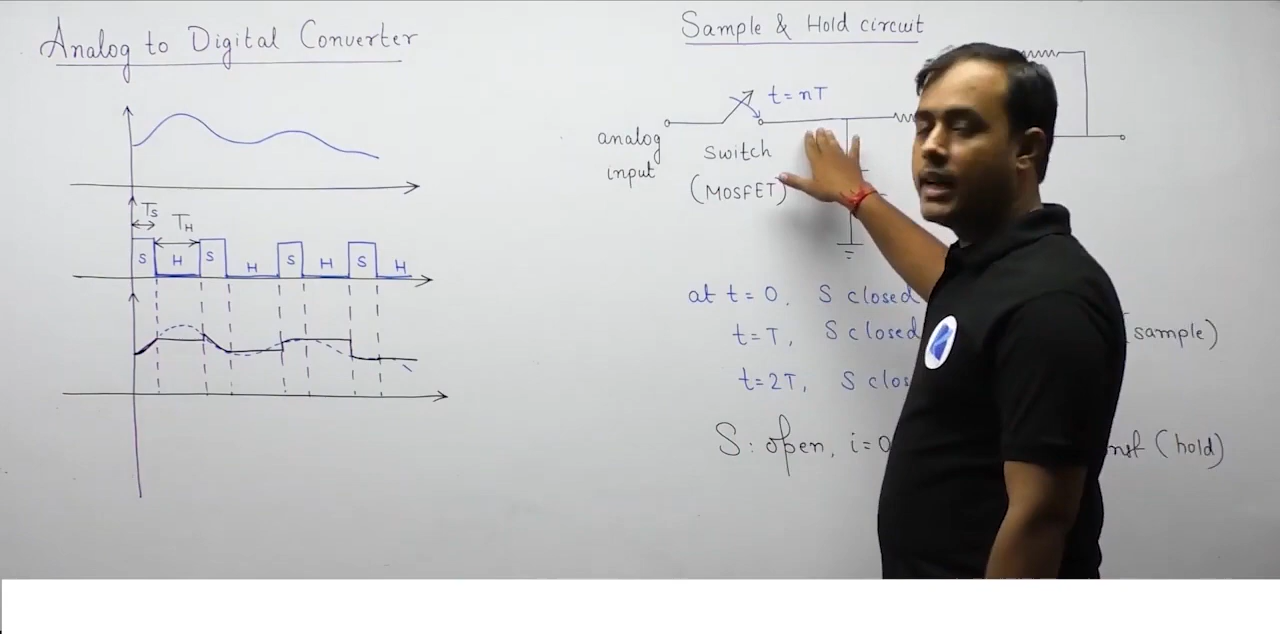 Analog to Digital Converter
Ts
TH
S
H
S
H
S
H
S
H
Sample & Hold circuit
t = nT
analog
input
Switch
(MOSFET)
at t = 0, S closed
t = T, S closed (sample)
t = 2T, S clos
S : open, i = 0 (hold)